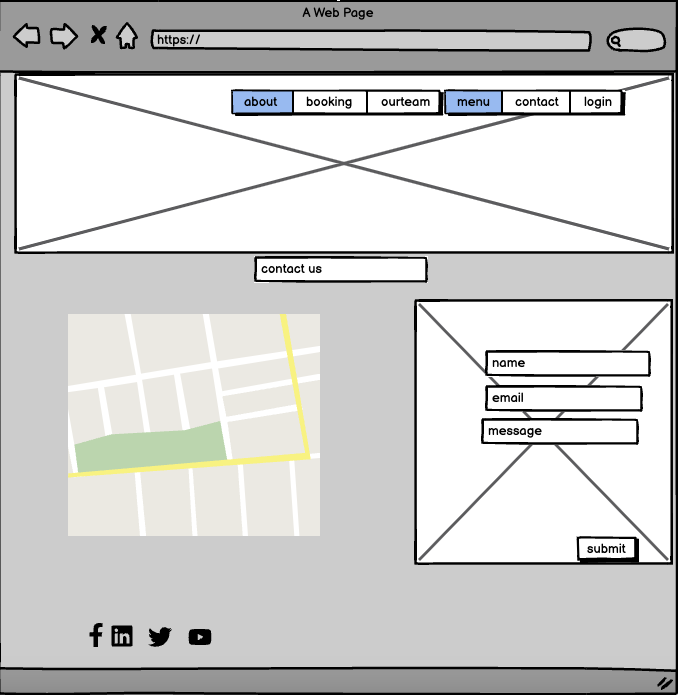 A Web Page
https://
about booking ourteam menu contact login
contact us
name
email
message
submit